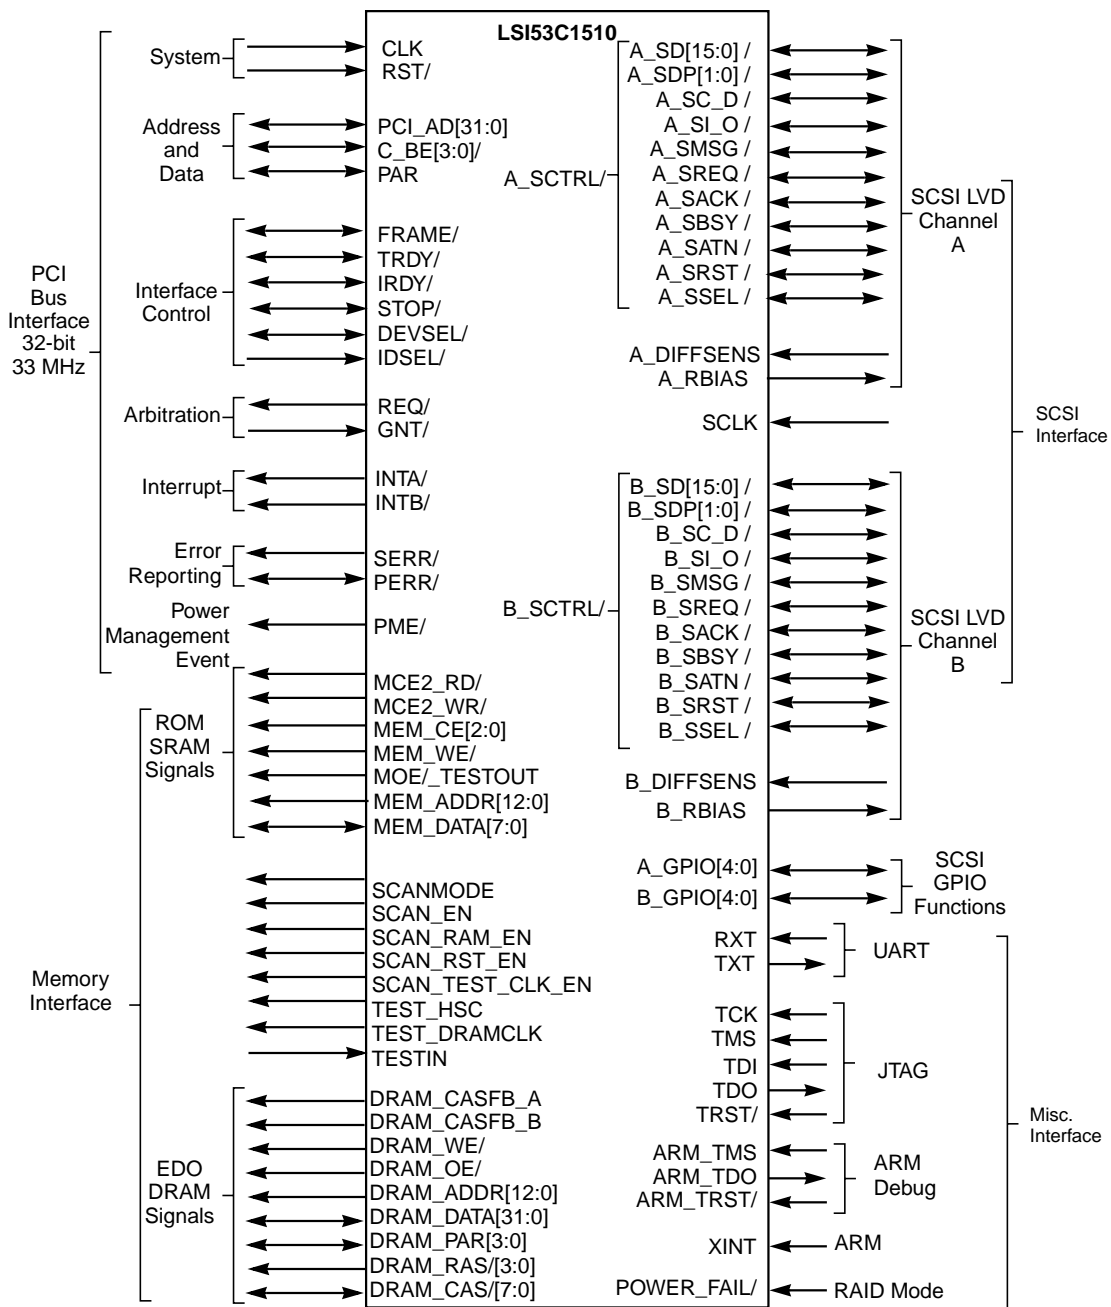 LSI53C1510
PCI
Bus
Interface
32-bit
33 MHz
System
CLK
RST/
Address
and
Data
PCI_AD[31:0]
C_BE[3:0]/
PAR
Interface
Control
FRAME/
TRDY/
IRDY/
STOP/
DEVSEL/
IDSEL/
Arbitration
REQ/
GNT/
Interrupt
INTA/
INTB/
Error
Reporting
SERR/
PERR/
Power
Management
Event
PME/
Memory
Interface
ROM
SRAM
Signals
MCE2_RD/
MCE2_WR/
MEM_CE[2:0]
MEM_WE/
MOE/_TESTOUT
MEM_ADDR[12:0]
MEM_DATA[7:0]
SCANMODE
SCAN_EN
SCAN_RAM_EN
SCAN_RST_EN
SCAN_TEST_CLK_EN
TEST_HSC
TEST_DRAMCLK
TESTIN
EDO
DRAM
Signals
DRAM_CASFB_A
DRAM_CASFB_B
DRAM_WE/
DRAM_OE/
DRAM_ADDR[12:0]
DRAM_DATA[31:0]
DRAM_PAR[3:0]
DRAM_RAS/[3:0]
DRAM_CAS/[7:0]
A_SCTRL/
A_SD[15:0] /
A_SDP[1:0] /
A_SC_D /
A_SI_O /
A_SMSG /
A_SREQ /
A_SACK /
A_SBSY /
A_SATN /
A_SRST /
A_SSEL /
A_DIFFSENS
A_RBIAS
SCSI LVD
Channel
A
SCLK
SCSI
Interface
B_SCTRL/
B_SD[15:0] /
B_SDP[1:0] /
B_SC_D /
B_SI_O /
B_SMSG /
B_SREQ /
B_SACK /
B_SBSY /
B_SATN /
B_SRST /
B_SSEL /
B_DIFFSENS
B_RBIAS
SCSI LVD
Channel
B
A_GPIO[4:0]
B_GPIO[4:0]
SCSI
GPIO
Functions
RXT
TXT
UART
TCK
TMS
TDI
TDO
TRST/
JTAG
Misc.
Interface
ARM_TMS
ARM_TDO
ARM_TRST/
ARM
Debug
XINT
ARM
POWER_FAIL/
RAID Mode